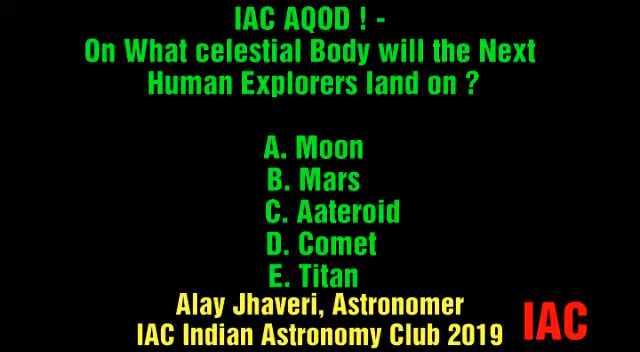 IAC AQOD ! -
On What celestial Body will the Next
Human Explorers land on ?
A. Moon
B. Mars
C. Aateroid
D. Comet
E. Titan
Alay Jhaveri, Astronomer
IAC Indian Astronomy Club 2019
IAC